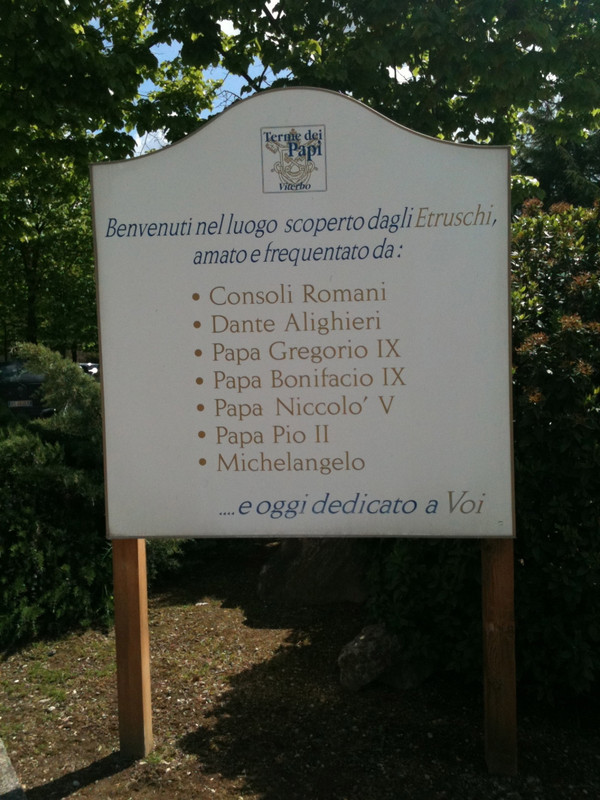 Terme dei
Papi
Viterbo
Benvenuti nel luogo scoperto dagli Etruschi,
amato e frequentato da :
• Consoli Romani
• Dante Alighieri
• Papa Gregorio IX
• Papa Bonifacio IX
• Papa Niccolo' V
• Papa Pio II
• Michelangelo
....e oggi dedicato a Voi